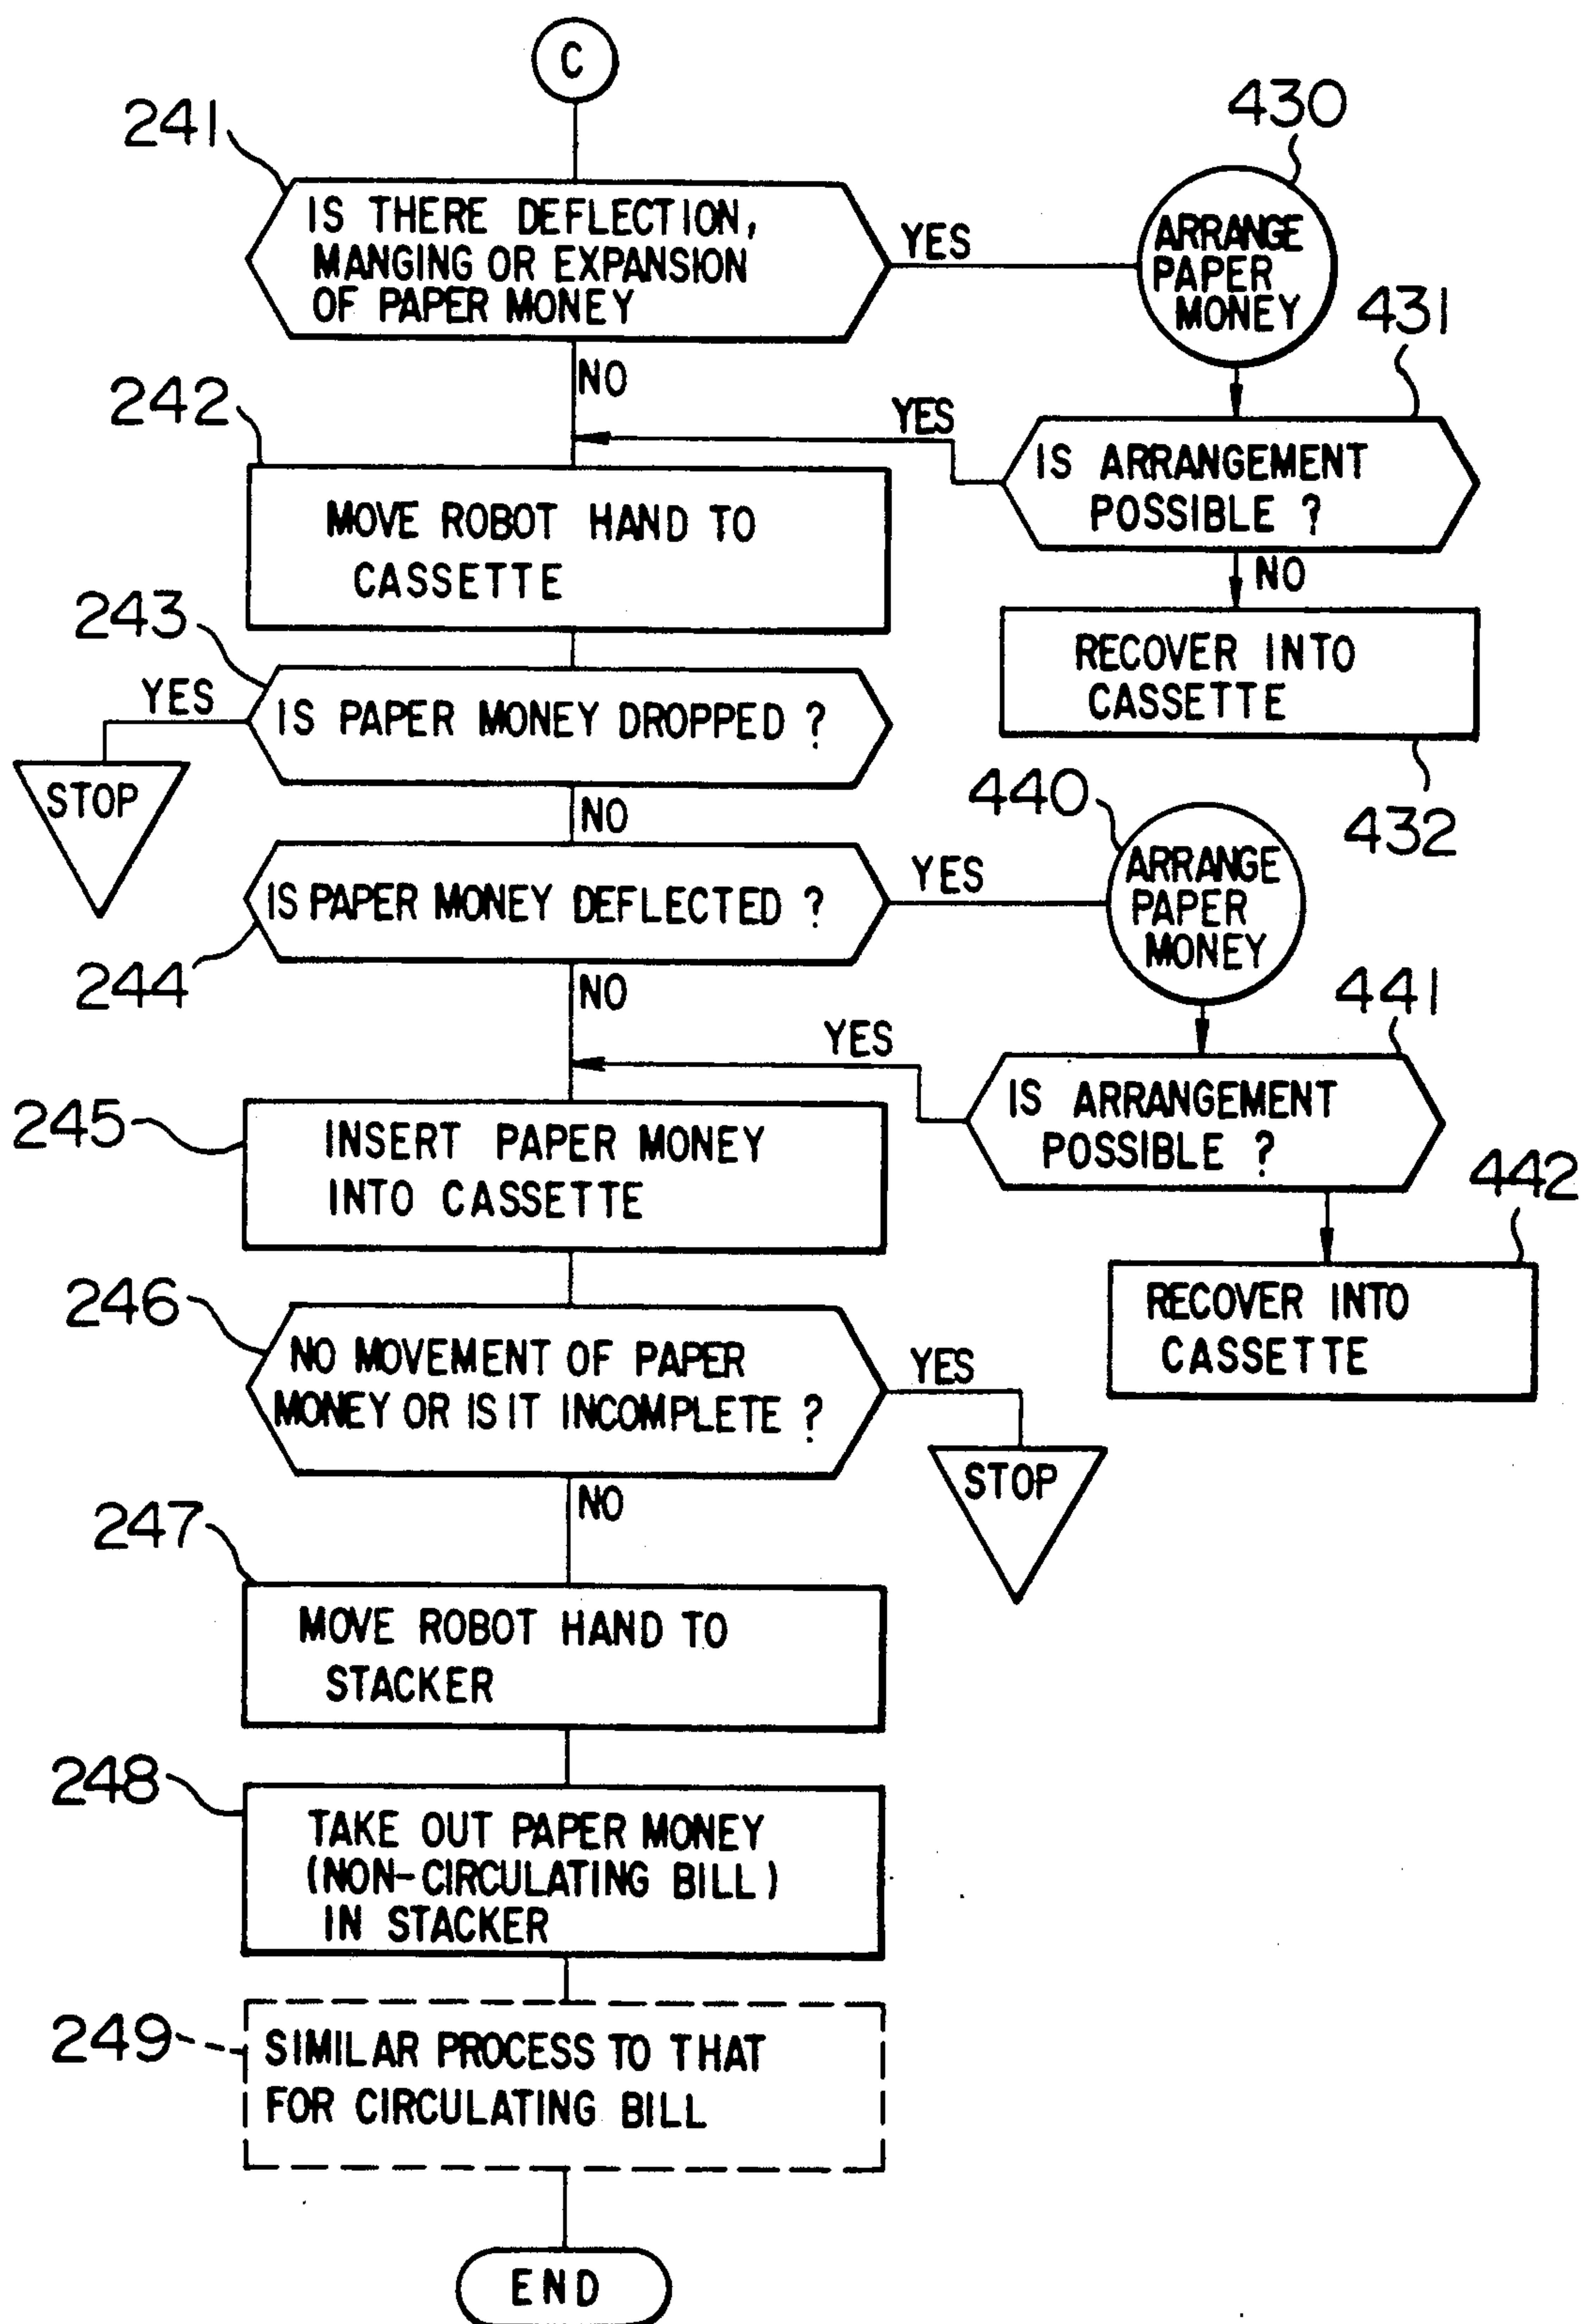 C
241
IS THERE DEFLECTION,
MANGING OR EXPANSION
OF PAPER MONEY
YES
430
ARRANGE
PAPER
MONEY
431
NO
242
YES
IS ARRANGEMENT
POSSIBLE ?
MOVE ROBOT HAND TO
CASSETTE
NO
243
RECOVER INTO
CASSETTE
432
YES
IS PAPER MONEY DROPPED ?
STOP
NO
440
ARRANGE
PAPER
MONEY
IS PAPER MONEY DEFLECTED ?
YES
244
NO
441
YES
IS ARRANGEMENT
POSSIBLE ?
245
INSERT PAPER MONEY
INTO CASSETTE
442
RECOVER INTO
CASSETTE
246
NO MOVEMENT OF PAPER
MONEY OR IS IT INCOMPLETE ?
YES
STOP
NO
247
MOVE ROBOT HAND TO
STACKER
248
TAKE OUT PAPER MONEY
(NON-CIRCULATING BILL)
IN STACKER
249
SIMILAR PROCESS TO THAT
FOR CIRCULATING BILL
END